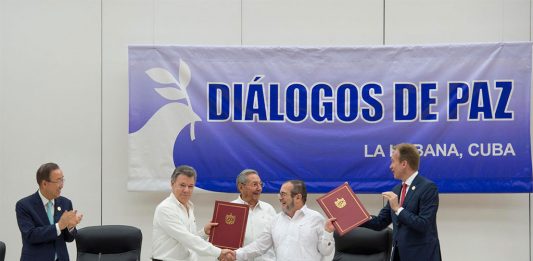 DIÁLOGOS DE PAZ
LA HABANA, CUBA